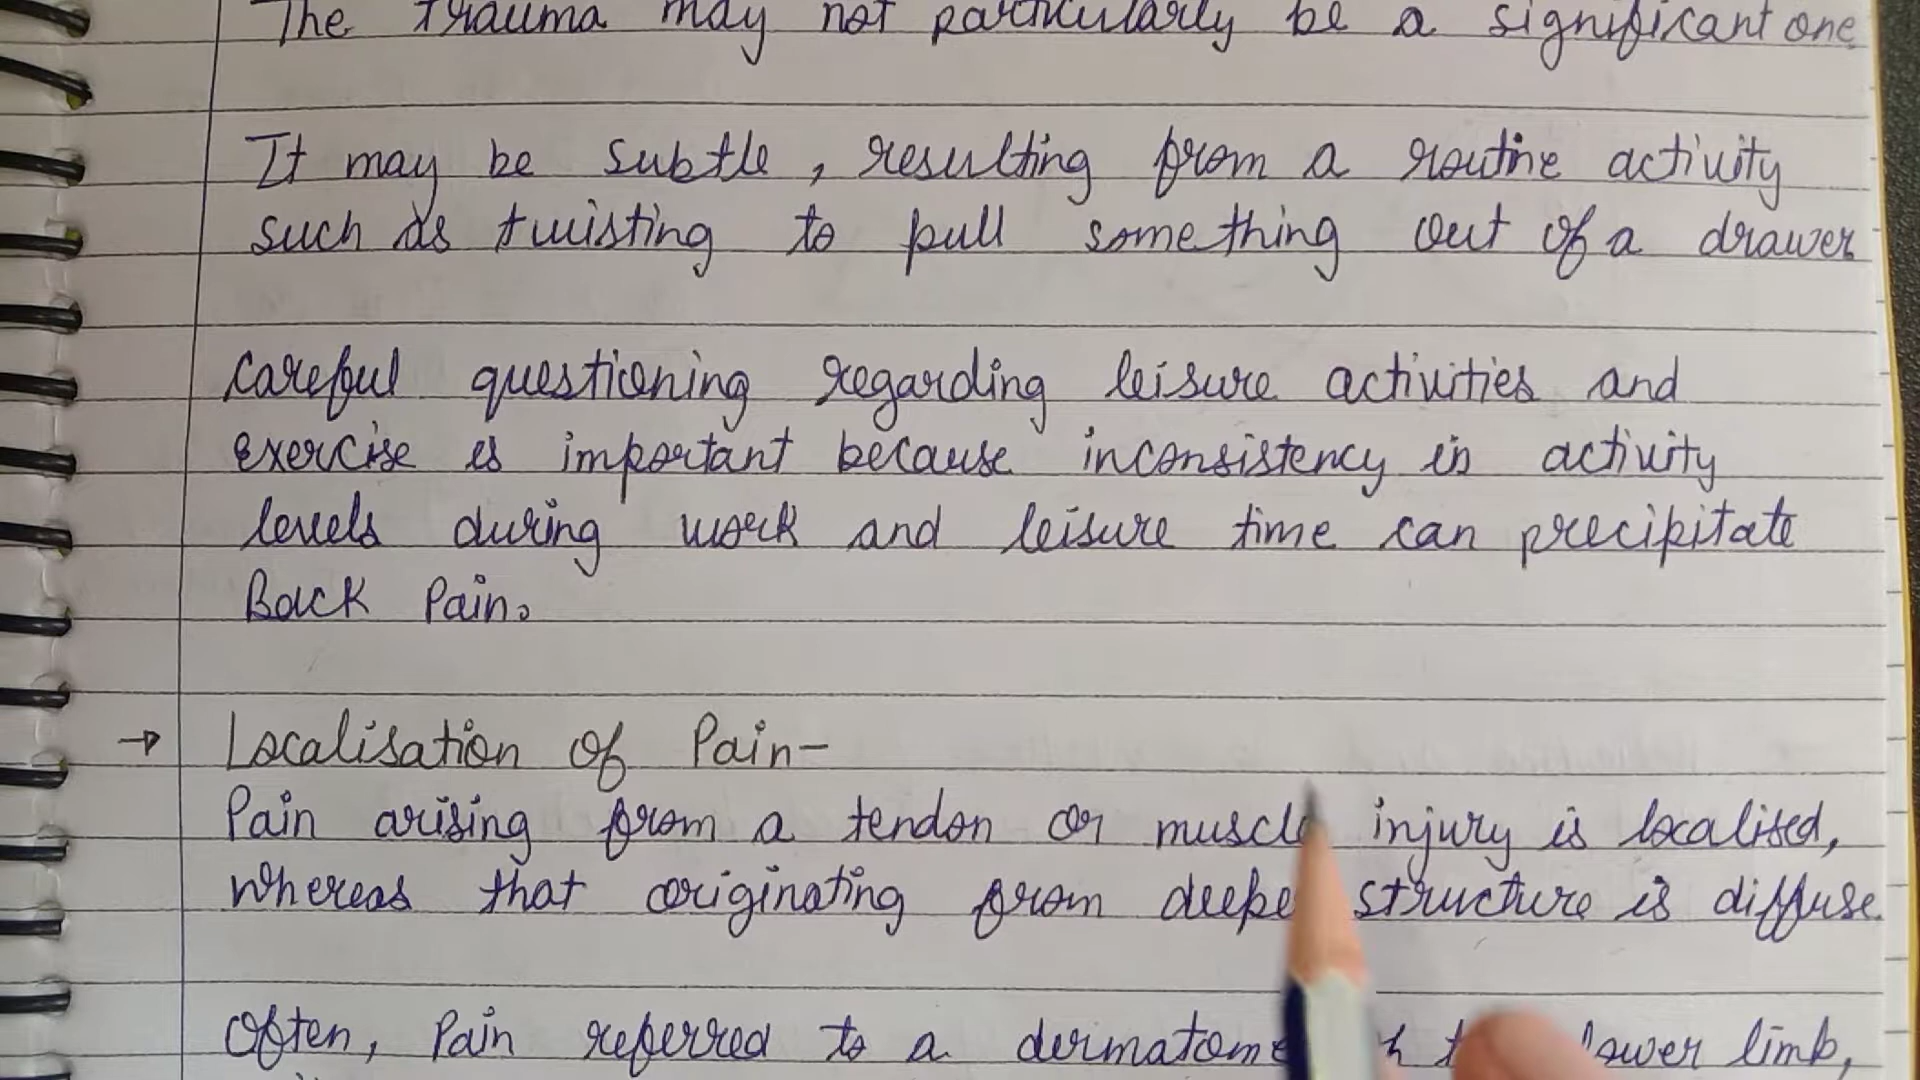 The trauma may not particularly be a significant one
It may be subtle, resulting from a routine activity
such as twisting to pull something out of a drawer
careful questioning regarding leisure activities and
exercise is important because inconsistency in activity
levels during work and leisure time can precipitate
Back Pain.
→ Localisation of Pain-
Pain arising from a tendon or muscle injury is localised,
whereas that originating from deeper structure is diffuse
Often, Pain referred to a dermatome lower limb,